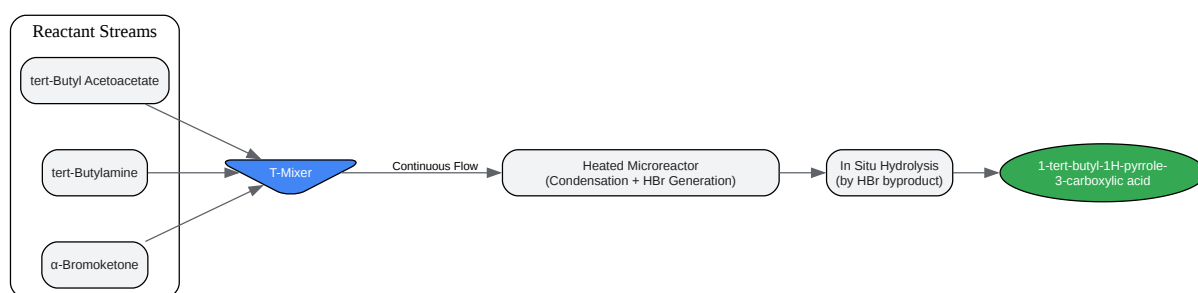 Reactant Streams
tert-Butyl Acetoacetate
tert-Butylamine
α-Bromoketone
T-Mixer
Continuous Flow
Heated Microreactor
(Condensation + HBr Generation)
In Situ Hydrolysis
(by HBr byproduct)
1-tert-butyl-1H-pyrrole-
3-carboxylic acid